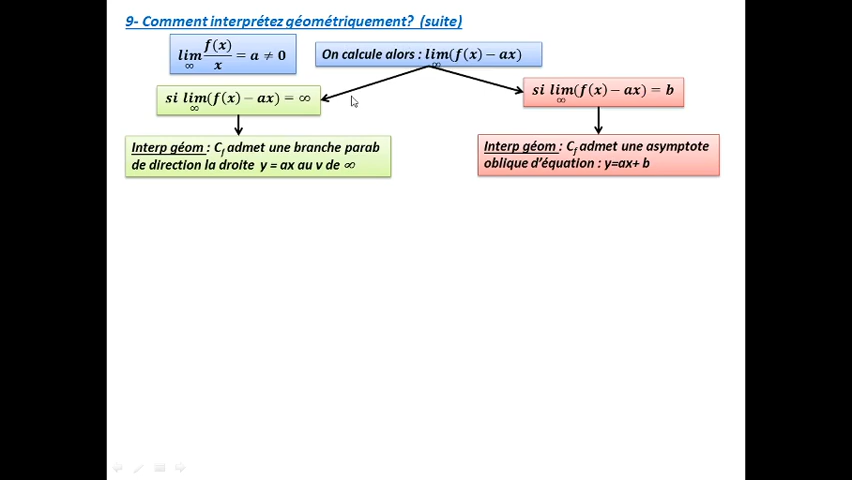 9- Comment interprétez géométriquement? (suite)
lim f(x)/x = a ≠ 0
∞
On calcule alors : lim(f(x) − ax)
∞
si lim(f(x) − ax) = ∞
∞
si lim(f(x) − ax) = b
∞
Interp géom : Cf admet une branche parab
de direction la droite y = ax au v de ∞
Interp géom : Cf admet une asymptote
oblique d'équation : y=ax+ b